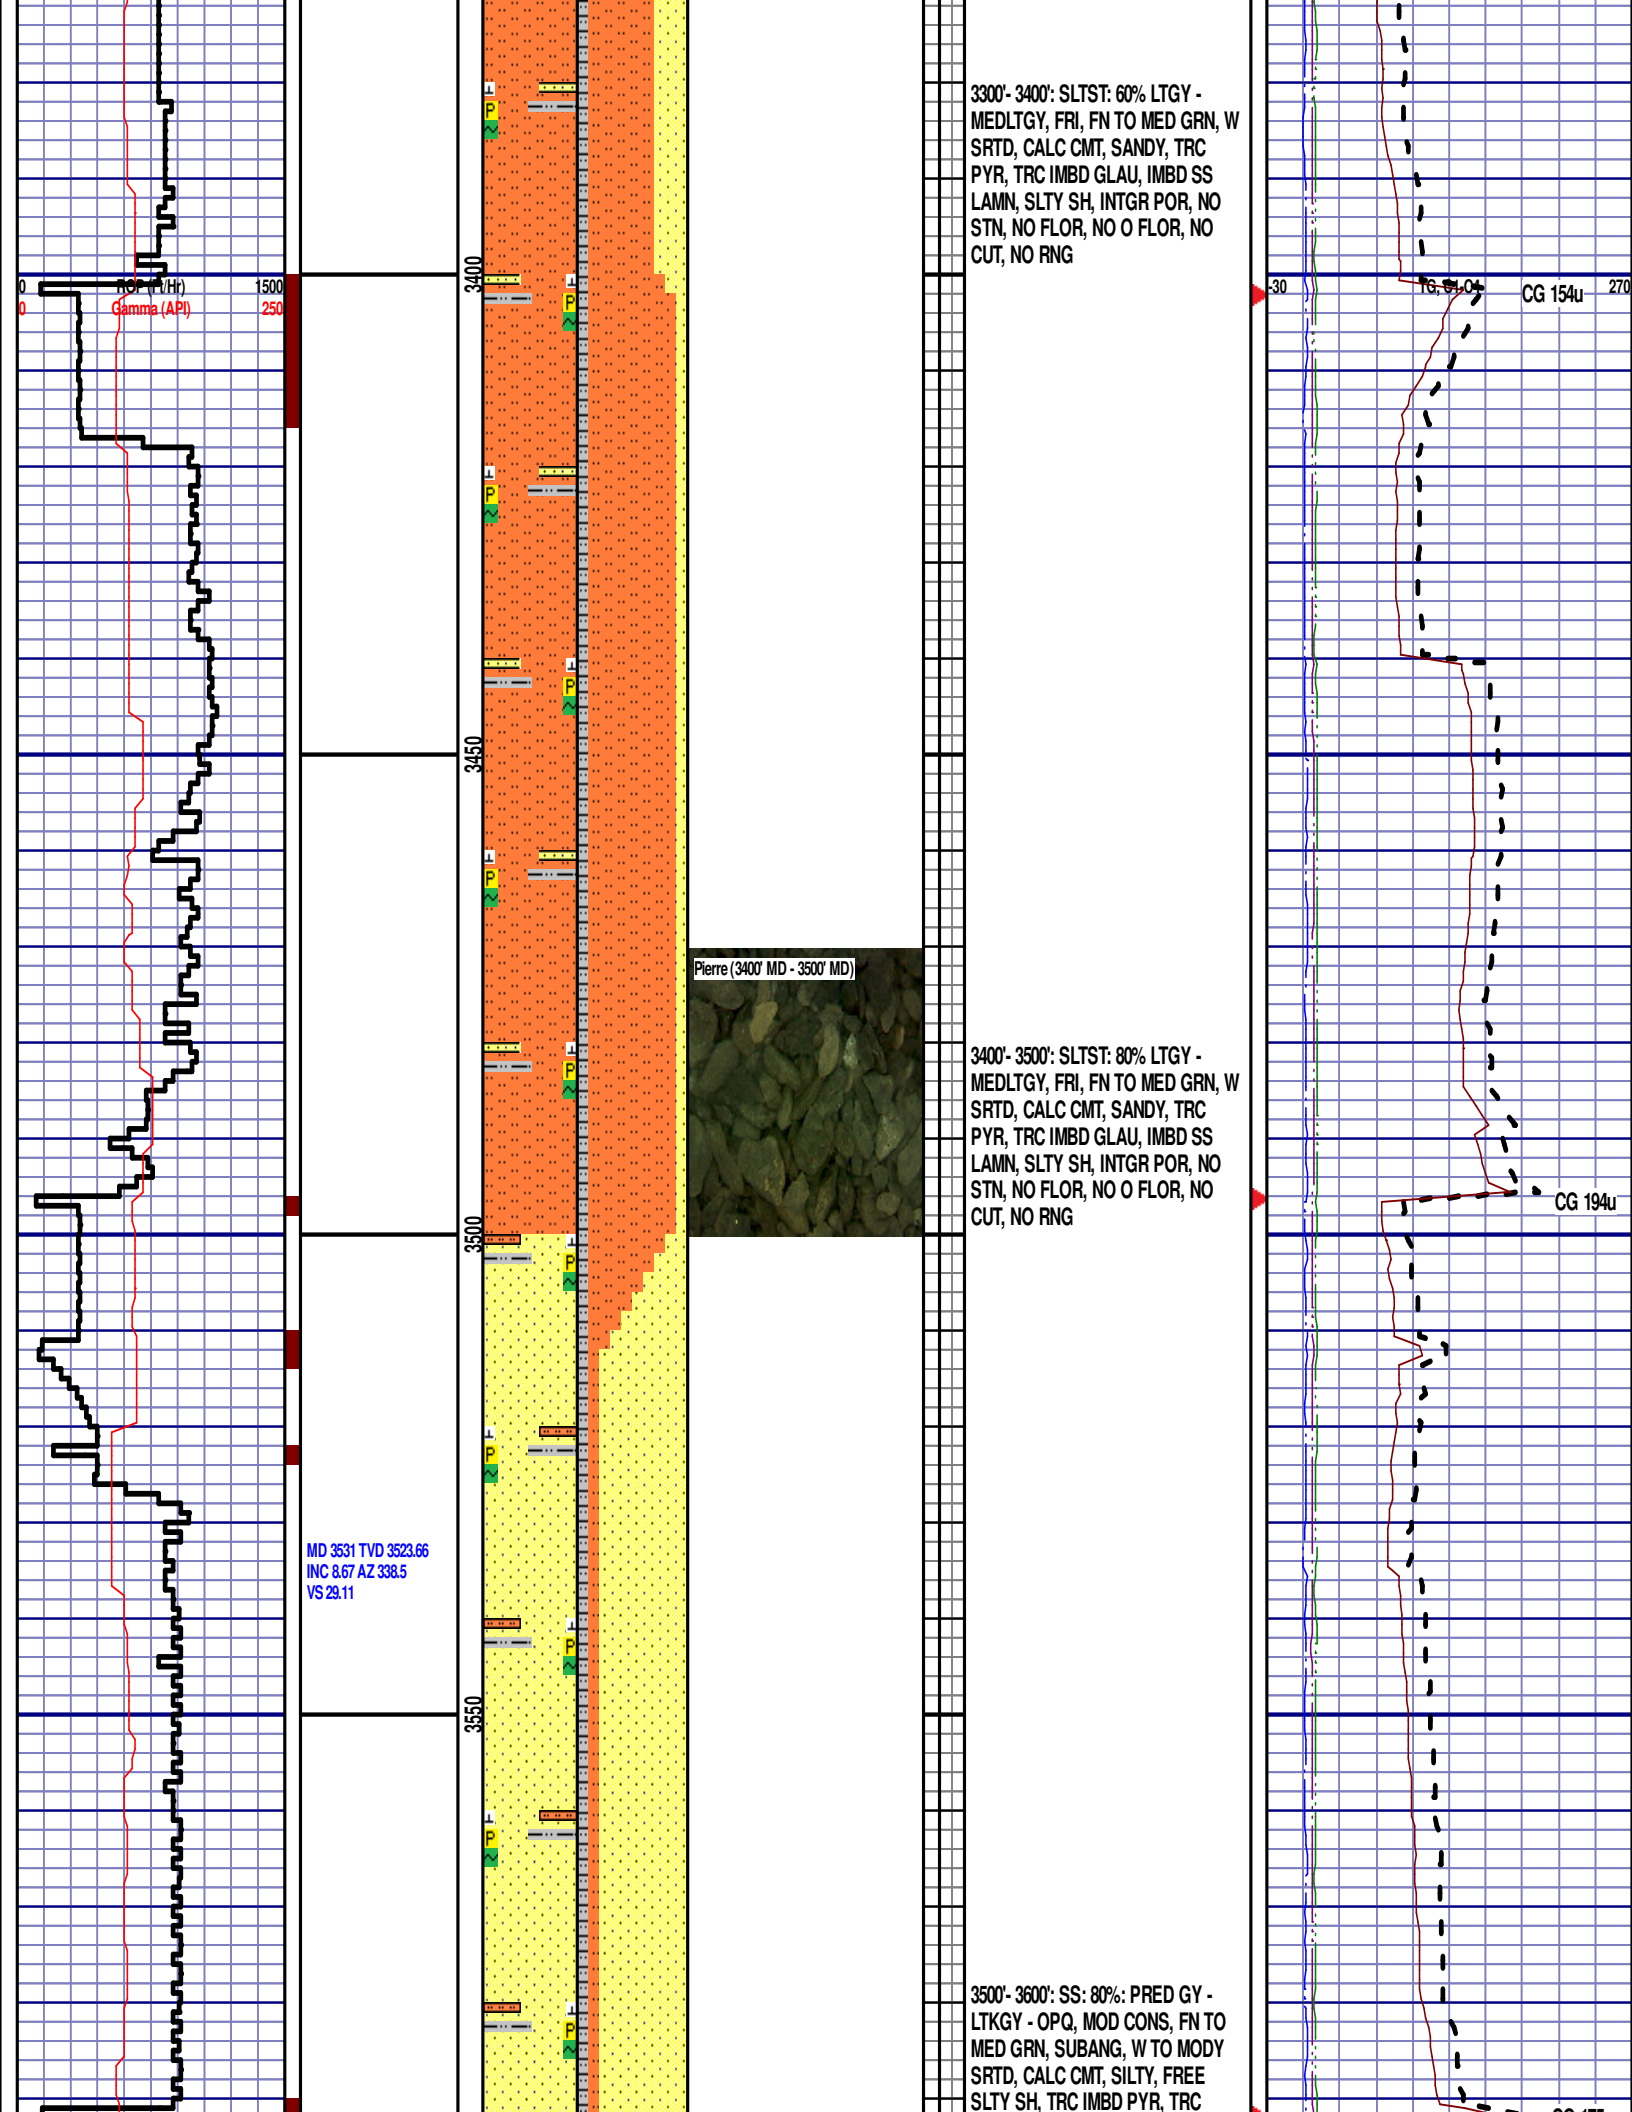 3300'- 3400': SLTST: 60% LTGY -
MEDLTGY, FRI, FN TO MED GRN, W
SRTD, CALC CMT, SANDY, TRC
PYR, TRC IMBD GLAU, IMBD SS
LAMN, SLTY SH, INTGR POR, NO
STN, NO FLOR, NO O FLOR, NO
CUT, NO RNG
3400
0 ROP (Ft/Hr) 1500
0 Gamma (API) 250
-30 TG, C1-C4 270
CG 154u
3450
Pierre (3400' MD - 3500' MD)
3400'- 3500': SLTST: 80% LTGY -
MEDLTGY, FRI, FN TO MED GRN, W
SRTD, CALC CMT, SANDY, TRC
PYR, TRC IMBD GLAU, IMBD SS
LAMN, SLTY SH, INTGR POR, NO
STN, NO FLOR, NO O FLOR, NO
CUT, NO RNG
CG 194u
3500
MD 3531 TVD 3523.66
INC 8.67 AZ 338.5
VS 29.11
3550
3500'- 3600': SS: 80%: PRED GY -
LTKGY - OPQ, MOD CONS, FN TO
MED GRN, SUBANG, W TO MODY
SRTD, CALC CMT, SILTY, FREE
SLTY SH, TRC IMBD PYR, TRC